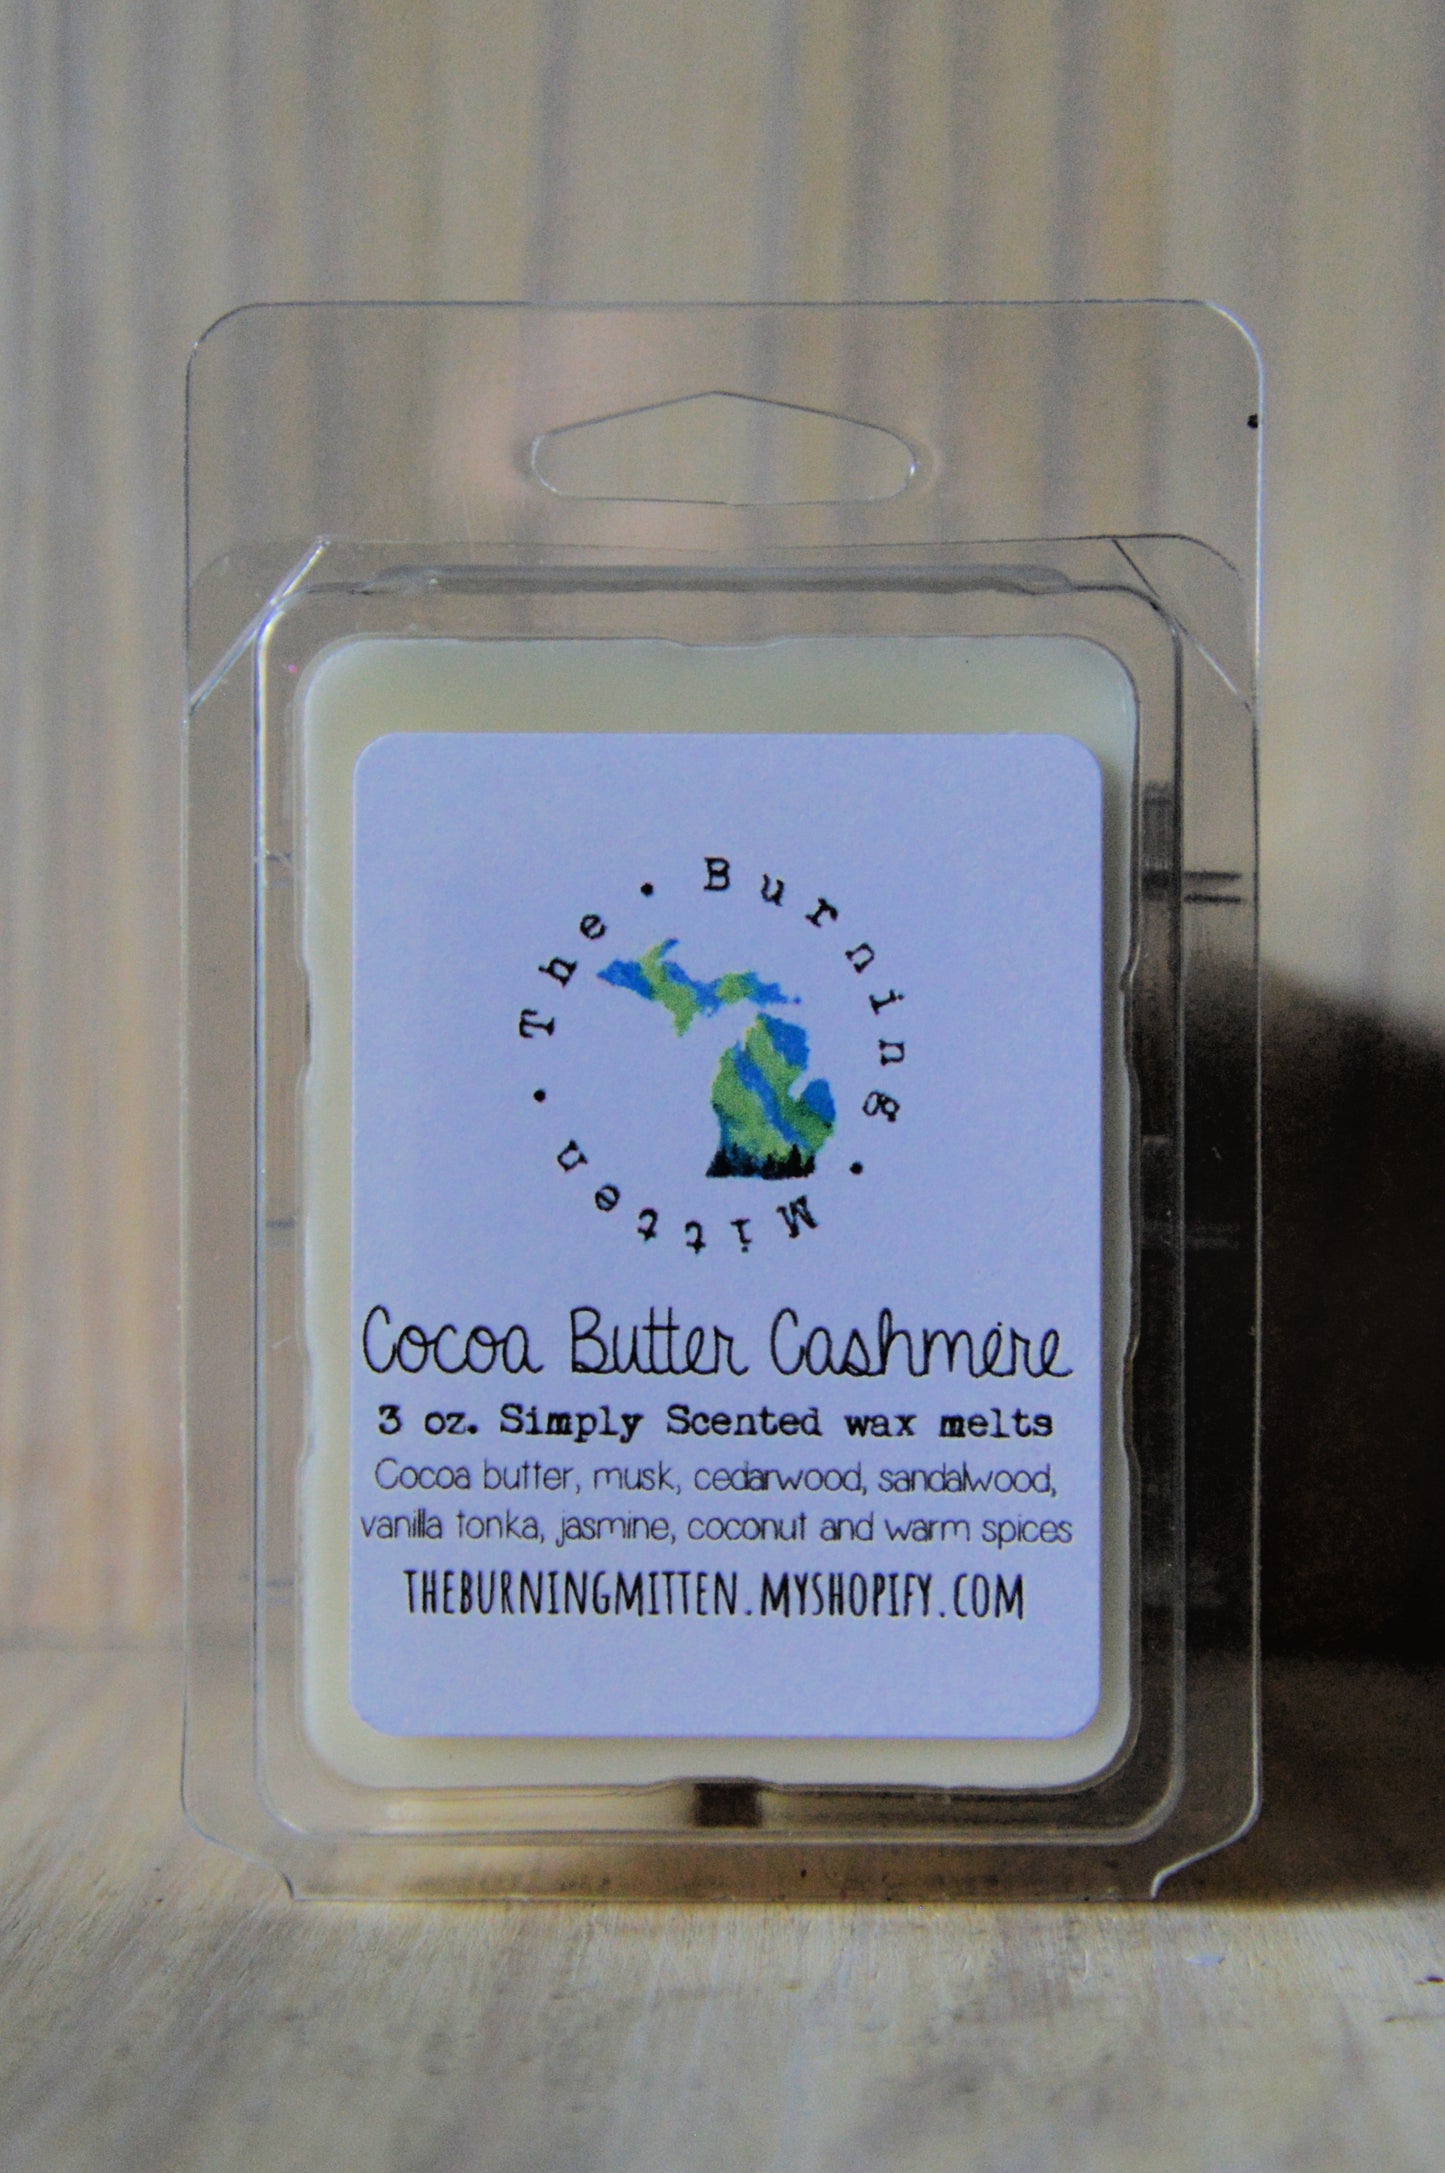 The • Burning • Mitten •
Cocoa Butter Cashmére
3 oz. Simply Scented wax melts
Cocoa butter, musk, cedarwood, sandalwood,
vanilla tonka, jasmine, coconut and warm spices
THEBURNINGMITTEN.MYSHOPIFY.COM